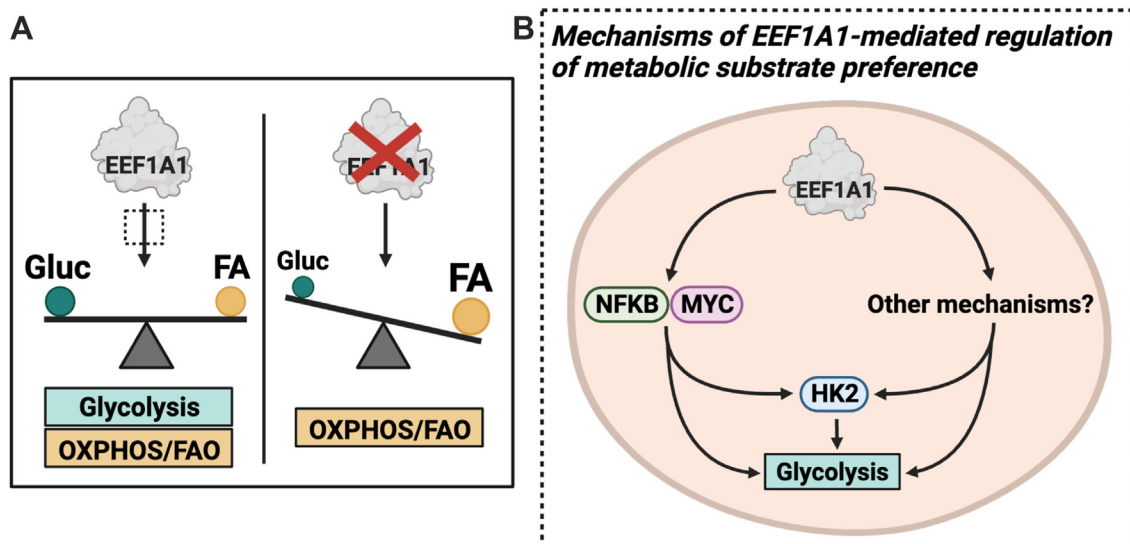 A
EEF1A1
Gluc
FA
Glycolysis
OXPHOS/FAO
EEF1A1
Gluc
FA
OXPHOS/FAO
B
Mechanisms of EEF1A1-mediated regulation
of metabolic substrate preference
EEF1A1
NFKB
MYC
Other mechanisms?
HK2
Glycolysis